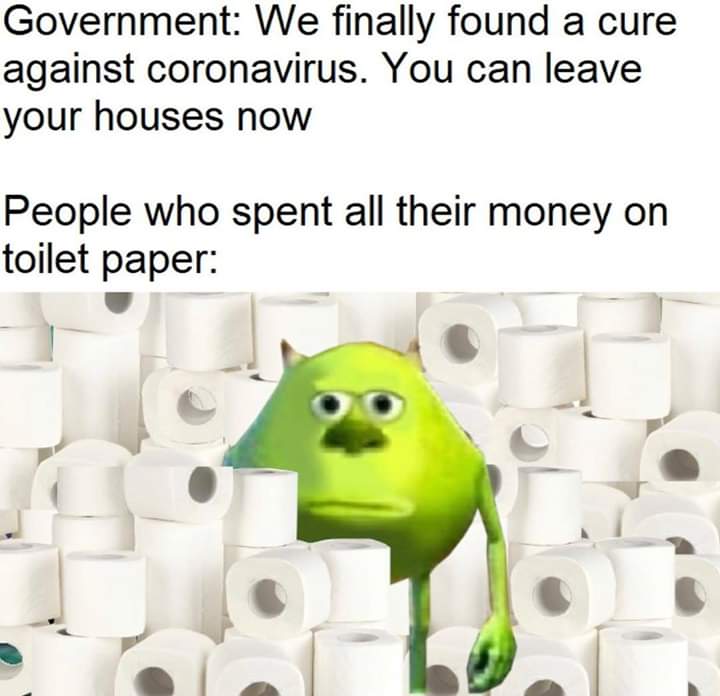 Government: We finally found a cure
against coronavirus. You can leave
your houses now
People who spent all their money on
toilet paper: